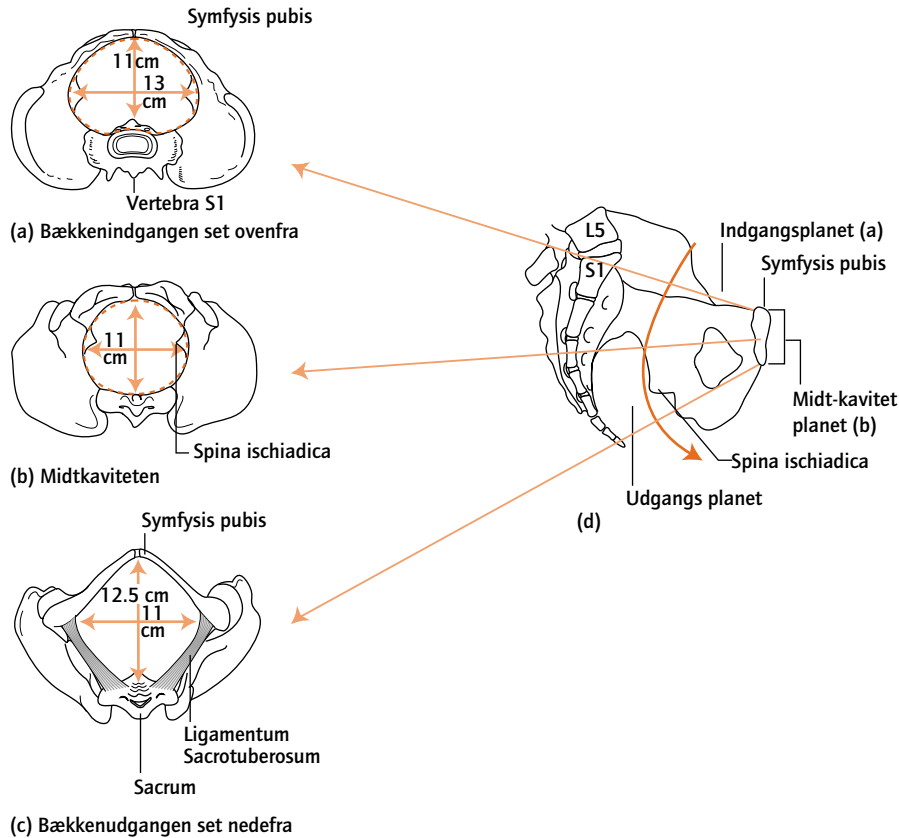 Symfysis pubis
11cm
13
cm
Vertebra S1
(a) Bækkenindgangen set ovenfra
11
cm
Spina ischiadica
(b) Midtkaviteten
Symfysis pubis
12.5 cm
11
cm
Ligamentum
Sacrotuberosum
Sacrum
(c) Bækkenudgangen set nedefra
L5
S1
Indgangsplanet (a)
Symfysis pubis
Midt-kavitet
planet (b)
Spina ischiadica
Udgangs planet
(d)